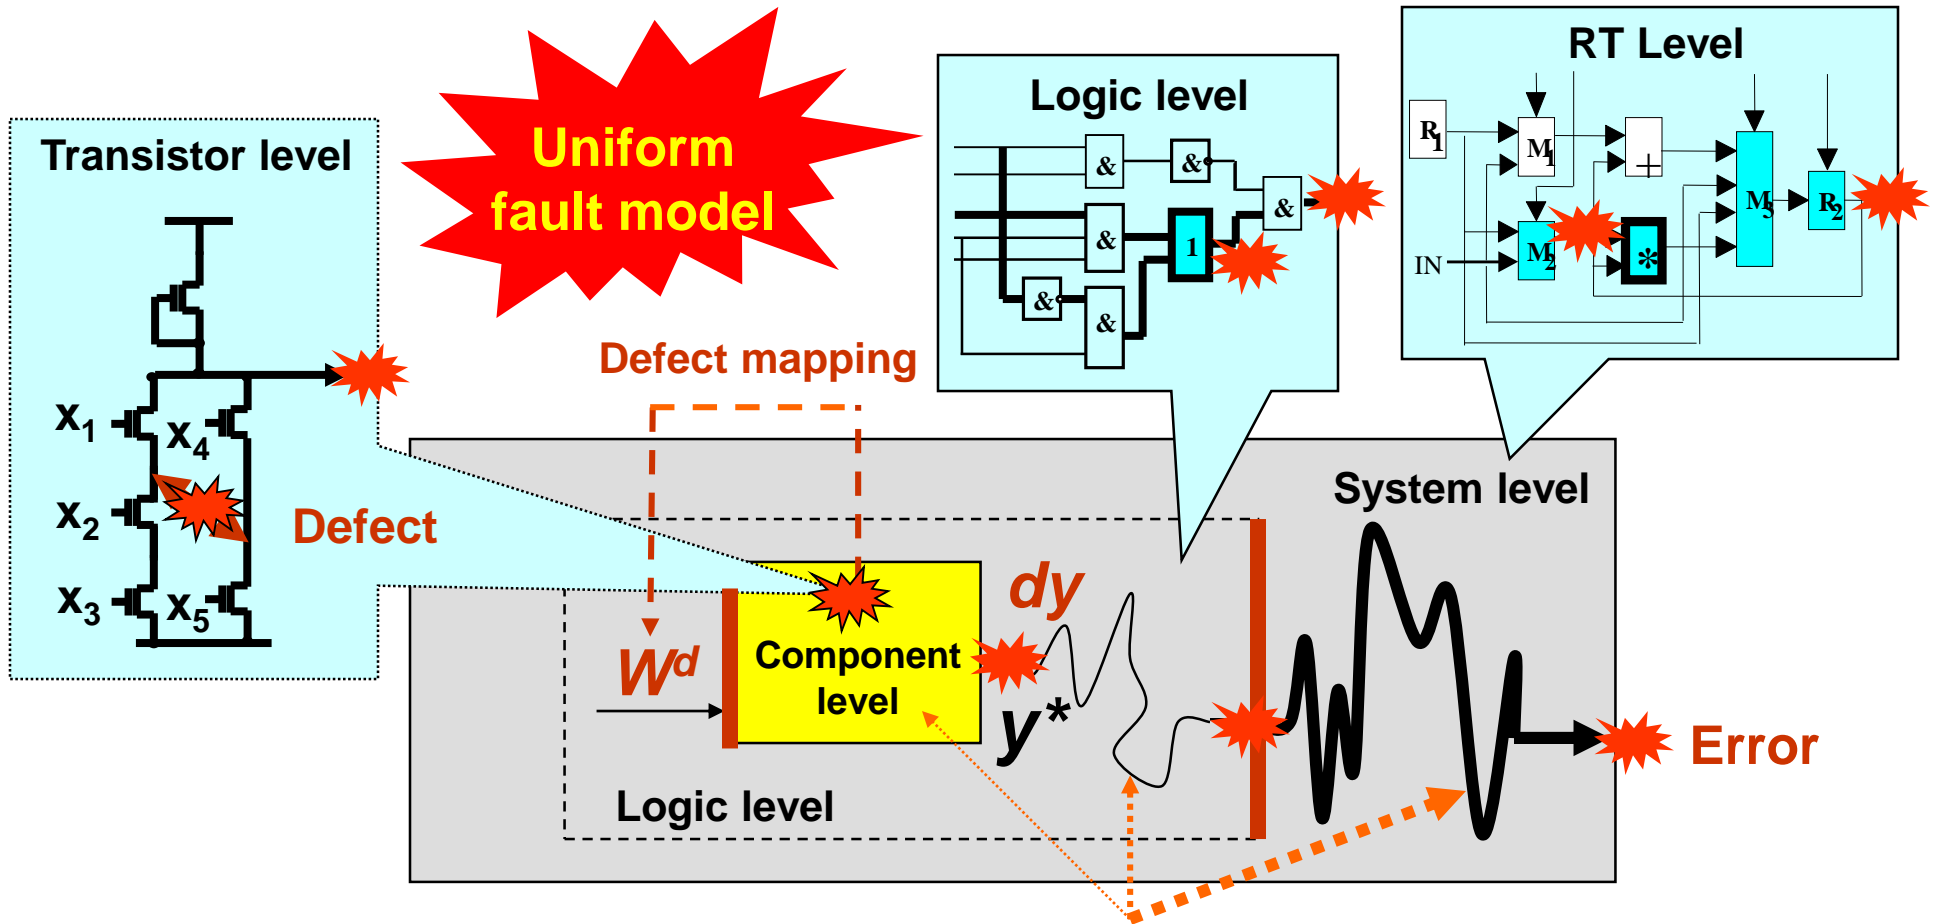 Transistor level
x1
x4
x2
x3
x5
Defect
Uniform
fault model
Defect mapping
Logic level
&
&
&
&
1
&
&
RT Level
R1
M1
+
M3
R2
IN
M2
*
System level
Wd
Component
level
dy
y*
Logic level
Error